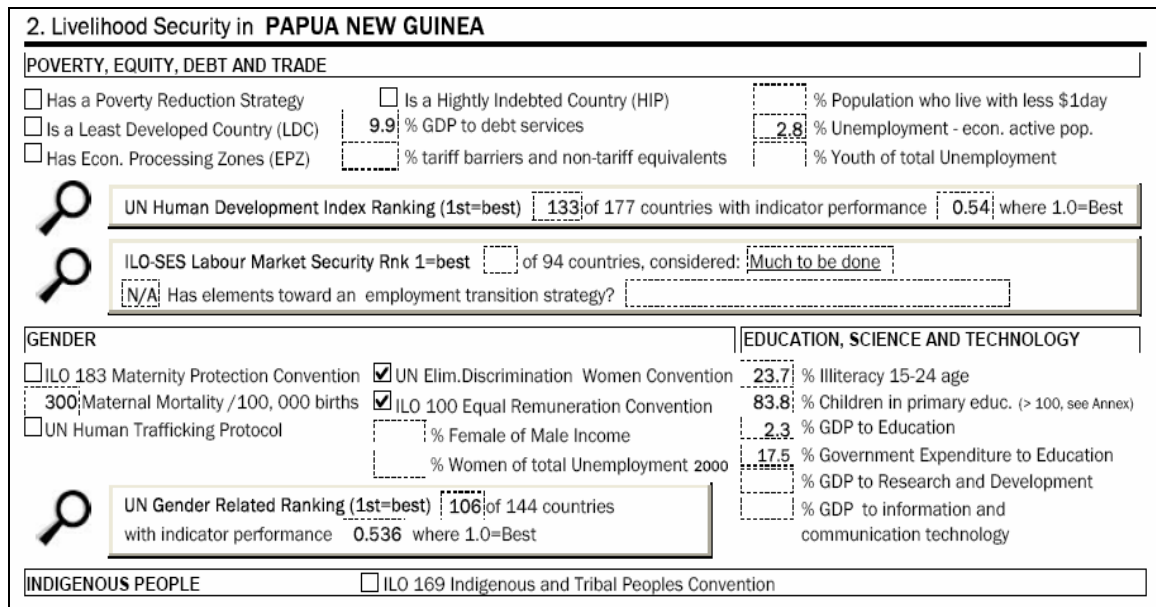 2. Livelihood Security in PAPUA NEW GUINEA
POVERTY, EQUITY, DEBT AND TRADE
Has a Poverty Reduction Strategy
Is a Hightly Indebted Country (HIP)
% Population who live with less $1day
Is a Least Developed Country (LDC)
9.9 % GDP to debt services
2.8 % Unemployment - econ. active pop.
Has Econ. Processing Zones (EPZ)
% tariff barriers and non-tariff equivalents
% Youth of total Unemployment
UN Human Development Index Ranking (1st=best) 133 of 177 countries with indicator performance 0.54 where 1.0=Best
ILO-SES Labour Market Security Rnk 1=best of 94 countries, considered: Much to be done
N/A Has elements toward an employment transition strategy?
GENDER
ILO 183 Maternity Protection Convention
UN Elim.Discrimination Women Convention
300 Maternal Mortality /100, 000 births
ILO 100 Equal Remuneration Convention
UN Human Trafficking Protocol
% Female of Male Income
% Women of total Unemployment 2000
UN Gender Related Ranking (1st=best) 106 of 144 countries
with indicator performance 0.536 where 1.0=Best
EDUCATION, SCIENCE AND TECHNOLOGY
23.7 % Illiteracy 15-24 age
83.8 % Children in primary educ. (> 100, see Annex)
2.3 % GDP to Education
17.5 % Government Expenditure to Education
% GDP to Research and Development
% GDP to information and
communication technology
INDIGENOUS PEOPLE
ILO 169 Indigenous and Tribal Peoples Convention